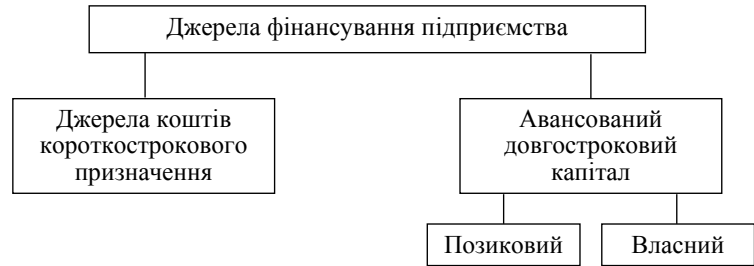 Джерела фінансування підприємства
Джерела коштів
короткострокового
призначення
Авансований
довгостроковий
капітал
Позиковий
Власний